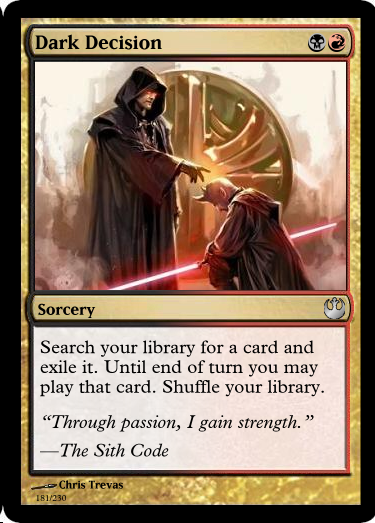 Dark Decision
Sorcery
Search your library for a card and
exile it. Until end of turn you may
play that card. Shuffle your library.
“Through passion, I gain strength.”
—The Sith Code
Chris Trevas
181/230